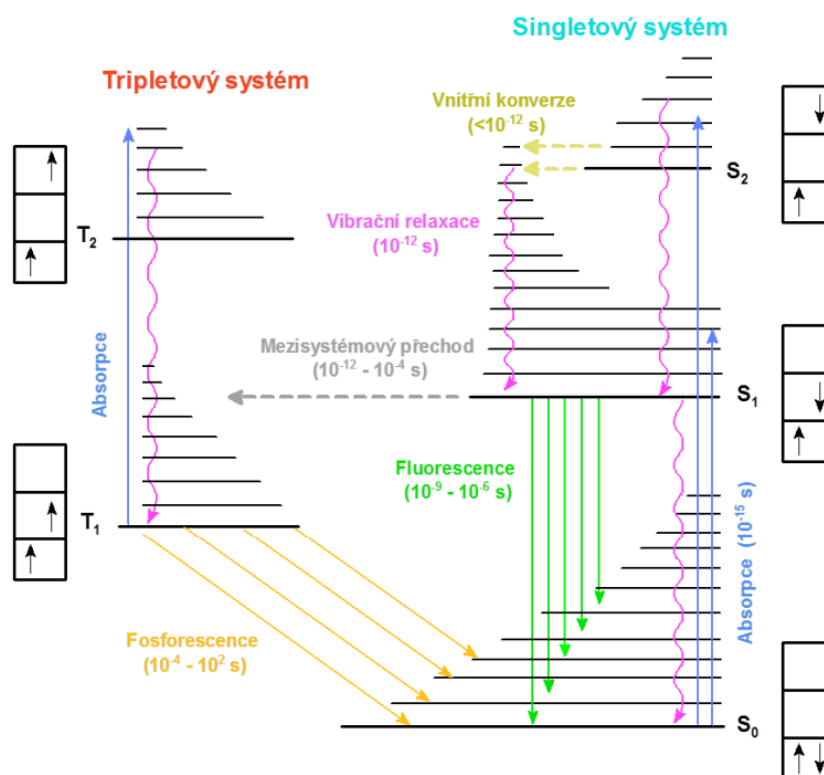 Singletový systém
Tripletový systém
Vnitřní konverze
(<10⁻¹² s)
S₂
Vibrační relaxace
(10⁻¹² s)
T₂
Absorpce
Mezisystémový přechod
(10⁻¹² - 10⁻⁴ s)
S₁
Fluorescence
(10⁻⁹ - 10⁻⁶ s)
Absorpce (10⁻¹⁵ s)
T₁
Fosforescence
(10⁻⁴ - 10² s)
S₀